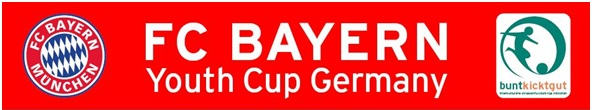 FC BAYERN
MÜNCHEN
FC BAYERN
Youth Cup Germany
buntkicktgut